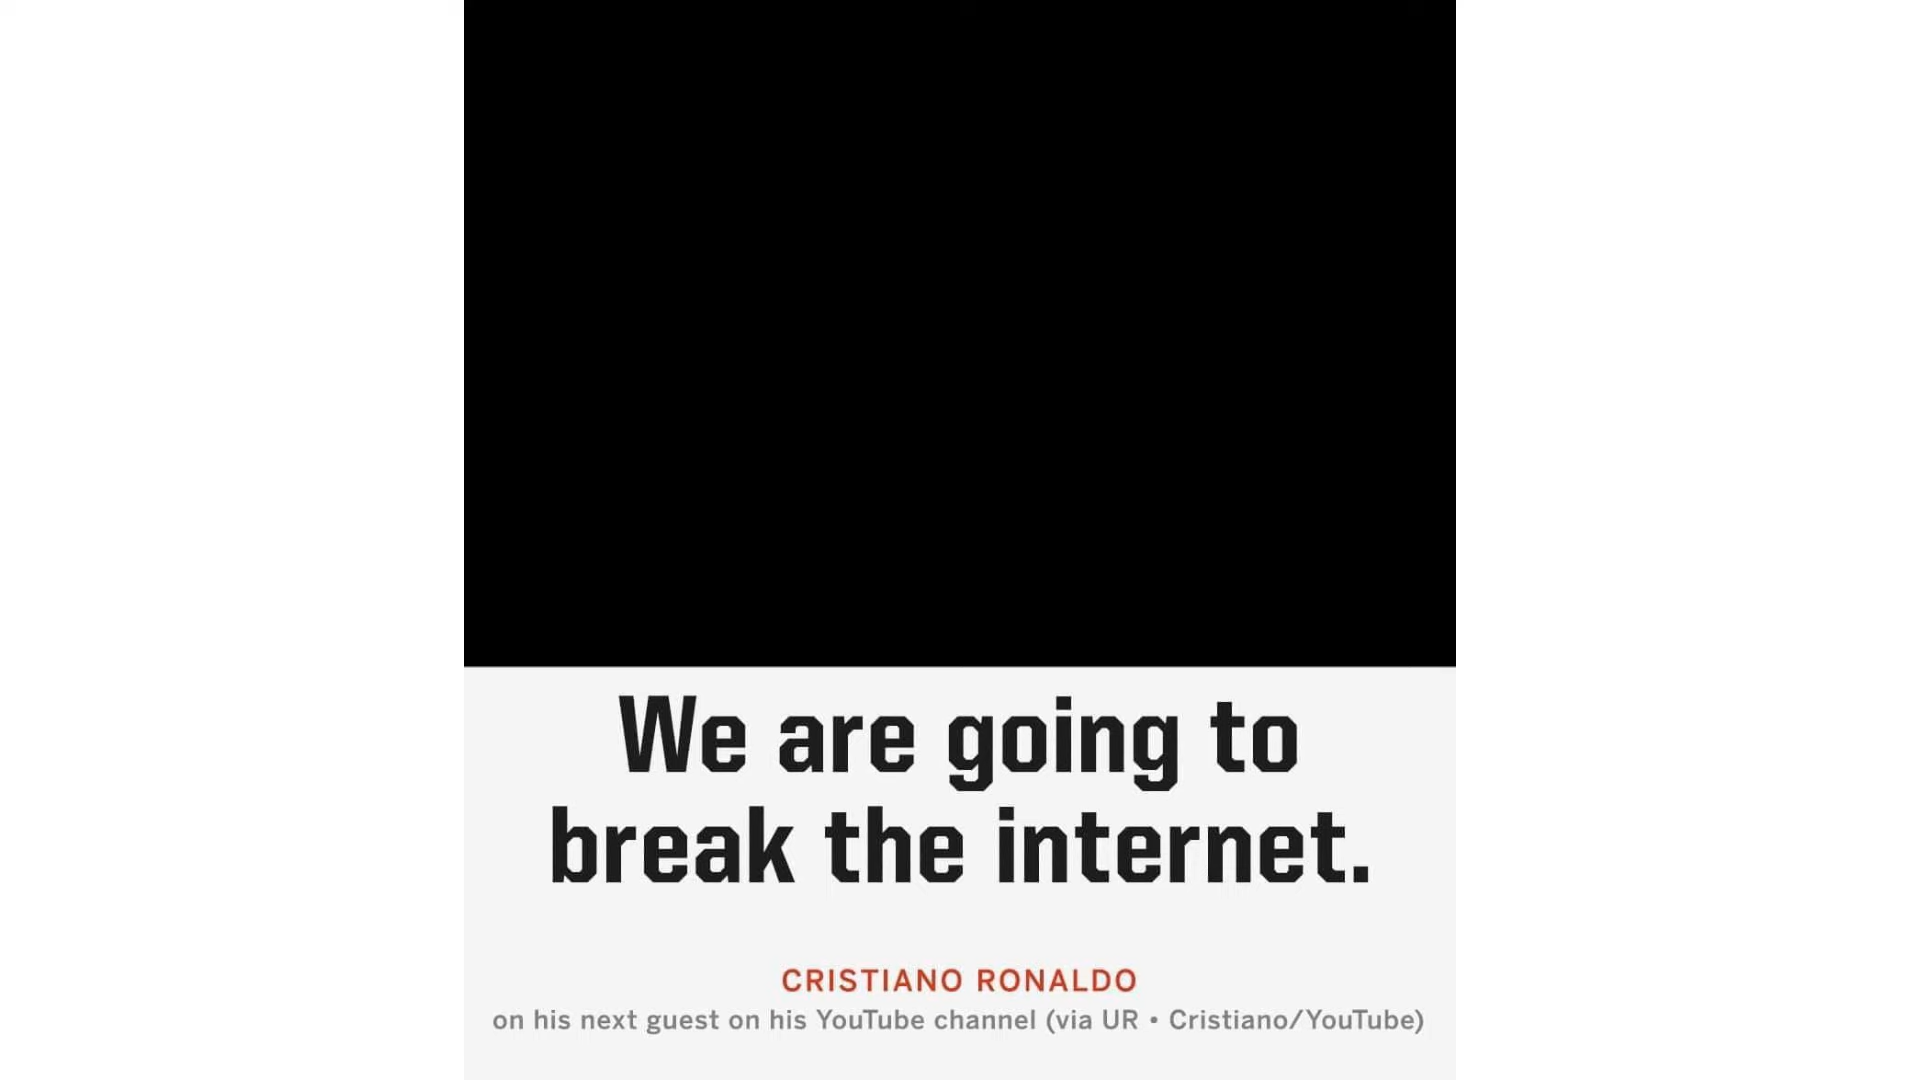 We are going to
break the internet.
CRISTIANO RONALDO
on his next guest on his YouTube channel (via UR • Cristiano/YouTube)